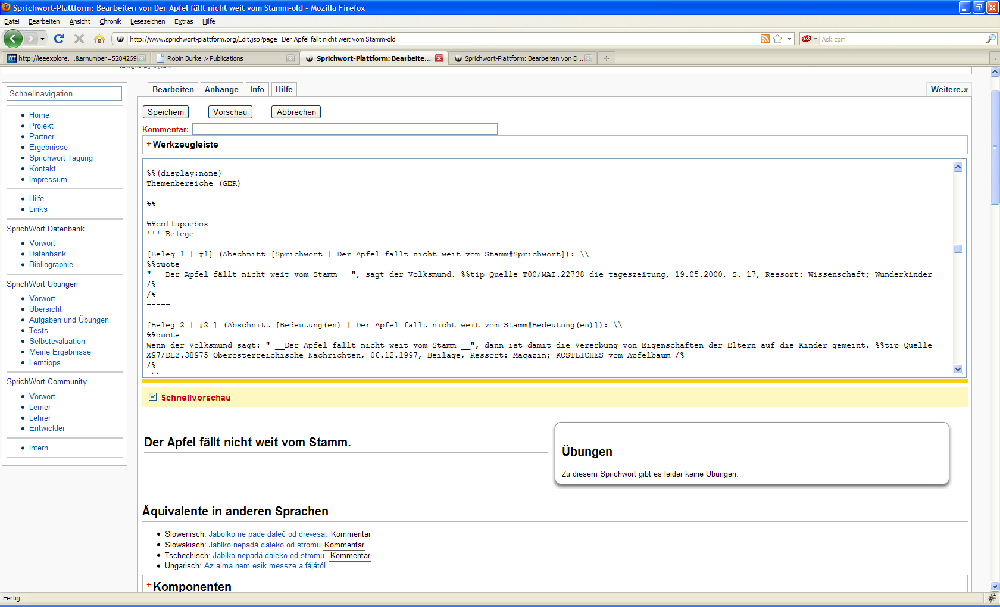 Sprichwort-Plattform: Bearbeiten von Der Apfel fällt nicht weit vom Stamm-old - Mozilla Firefox
Datei Bearbeiten Ansicht Chronik Lesezeichen Extras Hilfe
http://www.sprichwort-plattform.org/Edit.jsp?page=Der Apfel fällt nicht weit vom Stamm-old
Ask Ask.com
IEEE http://ieeexplore....&arnumber=5284269
Robin Burke > Publications
Sprichwort-Plattform: Bearbeite...
Sprichwort-Plattform: Bearbeiten von D...
Lifelong Learning Programme
Schnellnavigation
Home
Projekt
Partner
Ergebnisse
Sprichwort Tagung
Kontakt
Impressum
Hilfe
Links
SprichWort Datenbank
Vorwort
Datenbank
Bibliographie
SprichWort Übungen
Vorwort
Übersicht
Aufgaben und Übungen
Tests
Selbstevaluation
Meine Ergebnisse
Lerntipps
SprichWort Community
Vorwort
Lerner
Lehrer
Entwickler
Intern
Bearbeiten Anhänge Info Hilfe Weitere...
Speichern Vorschau Abbrechen
Kommentar:
+ Werkzeugleiste
%%(display:none)
Themenbereiche (GER)
%%
%%collapsebox
!!! Belege
[Beleg 1 | #1] (Abschnitt [Sprichwort | Der Apfel fällt nicht weit vom Stamm#Sprichwort]): \\
%%quote
" __Der Apfel fällt nicht weit vom Stamm __", sagt der Volksmund. %%tip-Quelle T00/MAI.22738 die tageszeitung, 19.05.2000, S. 17, Ressort: Wissenschaft; Wunderkinder
/%
/%
-----
[Beleg 2 | #2 ] (Abschnitt [Bedeutung(en) | Der Apfel fällt nicht weit vom Stamm#Bedeutung(en)]): \\
%%quote
Wenn der Volksmund sagt: " __Der Apfel fällt nicht weit vom Stamm __", dann ist damit die Vererbung von Eigenschaften der Eltern auf die Kinder gemeint. %%tip-Quelle
X97/DEZ.38975 Oberösterreichische Nachrichten, 06.12.1997, Beilage, Ressort: Magazin; KÖSTLICHES vom Apfelbaum /%
/%
\\
Schnellvorschau
Der Apfel fällt nicht weit vom Stamm.
Übungen
Zu diesem Sprichwort gibt es leider keine Übungen.
Äquivalente in anderen Sprachen
Slowenisch: Jabolko ne pade daleč od drevesa. Kommentar
Slowakisch: Jablko nepadá ďaleko od stromu Kommentar
Tschechisch: Jablko nepadá daleko od stromu. Kommentar
Ungarisch: Az alma nem esik messze a fájától.
+ Komponenten
Fertig